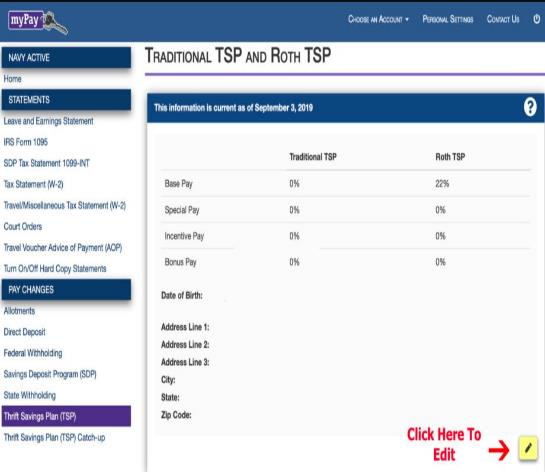 myPay
CHOOSE AN ACCOUNT
PERSONAL SETTINGS
CONTACT US
NAVY ACTIVE
Home
STATEMENTS
Leave and Earnings Statement
IRS Form 1095
SDP Tax Statement 1099-INT
Tax Statement (W-2)
Travel/Miscellaneous Tax Statement (W-2)
Court Orders
Travel Voucher Advice of Payment (AOP)
Turn On/Off Hard Copy Statements
PAY CHANGES
Allotments
Direct Deposit
Federal Withholding
Savings Deposit Program (SDP)
State Withholding
Thrift Savings Plan (TSP)
Thrift Savings Plan (TSP) Catch-up
TRADITIONAL TSP AND ROTH TSP
This information is current as of September 3, 2019 ?
Traditional TSP Roth TSP
Base Pay 0% 22%
Special Pay 0% 0%
Incentive Pay 0% 0%
Bonus Pay 0% 0%
Date of Birth:
Address Line 1:
Address Line 2:
Address Line 3:
City:
State:
Zip Code:
Click Here To
Edit